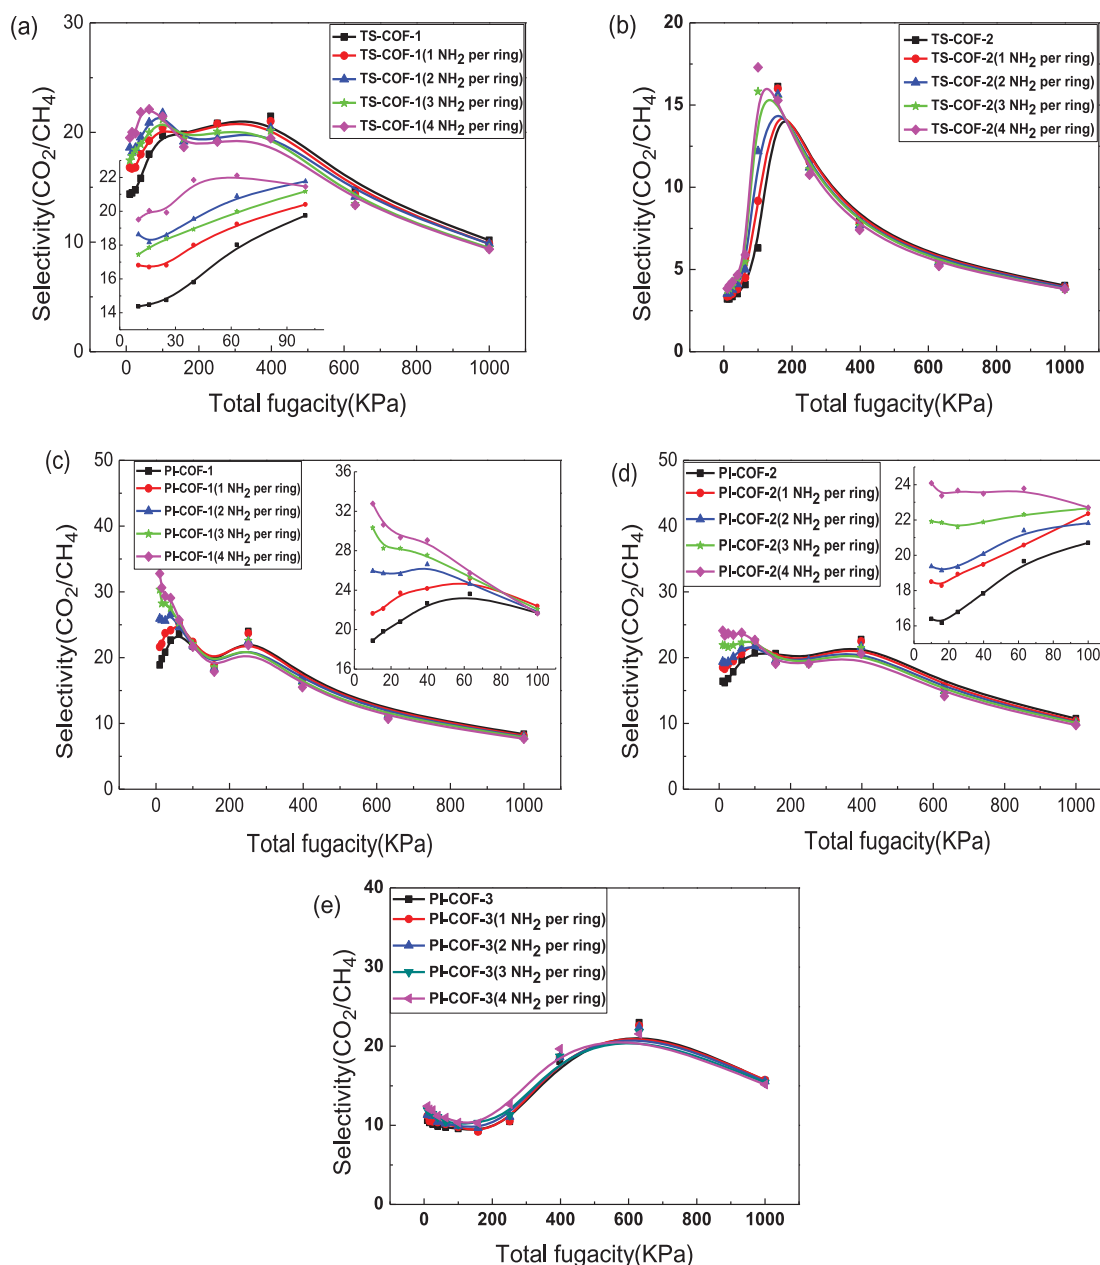 (a)
30
20
10
0
Selectivity(CO2/CH4)
TS-COF-1
TS-COF-1(1 NH2 per ring)
TS-COF-1(2 NH2 per ring)
TS-COF-1(3 NH2 per ring)
TS-COF-1(4 NH2 per ring)
22
20
18
16
14
0 30 60 90
0 200 400 600 800 1000
Total fugacity(KPa)
(b)
20
15
10
5
0
Selectivity(CO2/CH4)
TS-COF-2
TS-COF-2(1 NH2 per ring)
TS-COF-2(2 NH2 per ring)
TS-COF-2(3 NH2 per ring)
TS-COF-2(4 NH2 per ring)
0 200 400 600 800 1000
Total fugacity(KPa)
(c)
50
40
30
20
10
0
Selectivity(CO2/CH4)
PI-COF-1
PI-COF-1(1 NH2 per ring)
PI-COF-1(2 NH2 per ring)
PI-COF-1(3 NH2 per ring)
PI-COF-1(4 NH2 per ring)
36
32
28
24
20
16
0 20 40 60 80 100
0 200 400 600 800 1000
Total fugacity(KPa)
(d)
50
40
30
20
10
0
Selectivity(CO2/CH4)
PI-COF-2
PI-COF-2(1 NH2 per ring)
PI-COF-2(2 NH2 per ring)
PI-COF-2(3 NH2 per ring)
PI-COF-2(4 NH2 per ring)
24
22
20
18
16
0 20 40 60 80 100
0 200 400 600 800 1000
Total fugacity(KPa)
(e)
40
30
20
10
0
Selectivity(CO2/CH4)
PI-COF-3
PI-COF-3(1 NH2 per ring)
PI-COF-3(2 NH2 per ring)
PI-COF-3(3 NH2 per ring)
PI-COF-3(4 NH2 per ring)
0 200 400 600 800 1000
Total fugacity(KPa)